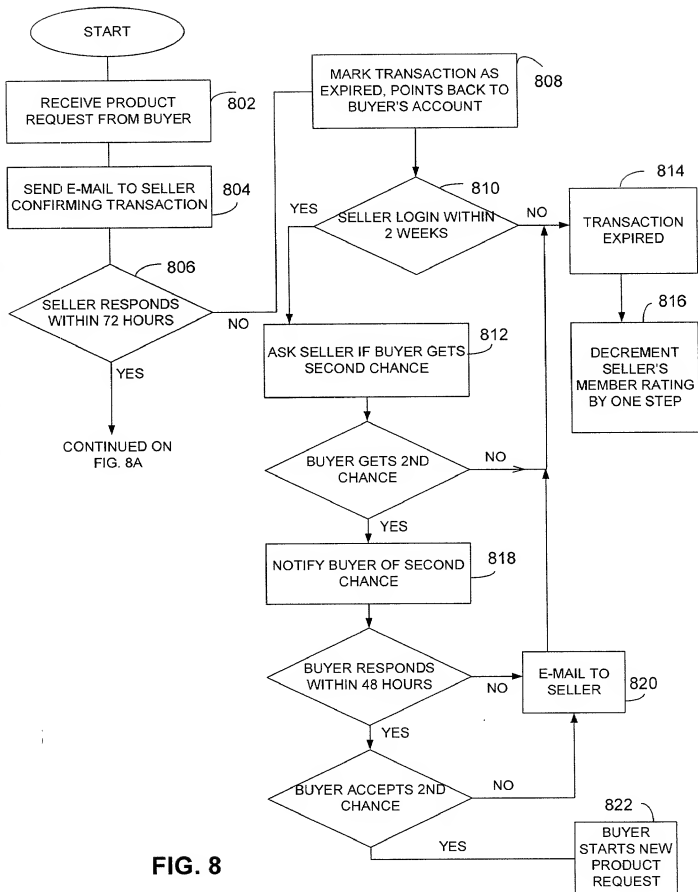 START
RECEIVE PRODUCT
REQUEST FROM BUYER
802
SEND E-MAIL TO SELLER
CONFIRMING TRANSACTION
804
806
SELLER RESPONDS
WITHIN 72 HOURS
NO
YES
CONTINUED ON
FIG. 8A
MARK TRANSACTION AS
EXPIRED, POINTS BACK TO
BUYER'S ACCOUNT
808
810
YES
SELLER LOGIN WITHIN
2 WEEKS
NO
814
TRANSACTION
EXPIRED
816
DECREMENT
SELLER'S
MEMBER RATING
BY ONE STEP
812
ASK SELLER IF BUYER GETS
SECOND CHANCE
BUYER GETS 2ND
CHANCE
NO
YES
NOTIFY BUYER OF SECOND
CHANCE
818
BUYER RESPONDS
WITHIN 48 HOURS
NO
YES
E-MAIL TO
SELLER
820
BUYER ACCEPTS 2ND
CHANCE
NO
YES
822
BUYER
STARTS NEW
PRODUCT
REQUEST
FIG. 8